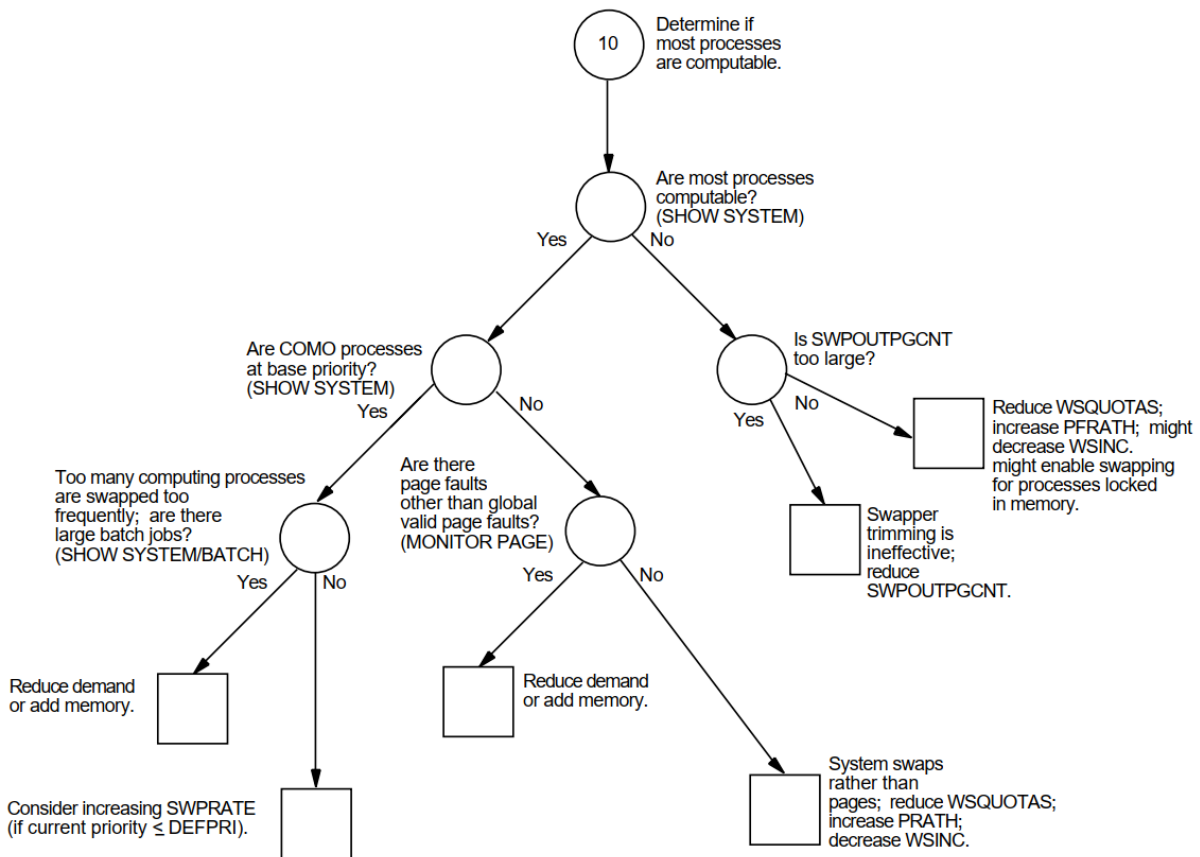 10
Determine if
most processes
are computable.
Are most processes
computable?
(SHOW SYSTEM)
Yes
No
Are COMO processes
at base priority?
(SHOW SYSTEM)
Yes
No
Is SWPOUTPGCNT
too large?
Yes
No
Reduce WSQUOTAS;
increase PFRATH; might
decrease WSINC.
might enable swapping
for processes locked
in memory.
Swapper
trimming is
ineffective;
reduce
SWPOUTPGCNT.
Too many computing processes
are swapped too
frequently; are there
large batch jobs?
(SHOW SYSTEM/BATCH)
Yes
No
Are there
page faults
other than global
valid page faults?
(MONITOR PAGE)
Yes
No
Reduce demand
or add memory.
Reduce demand
or add memory.
Consider increasing SWPRATE
(if current priority ≤ DEFPRI).
System swaps
rather than
pages; reduce WSQUOTAS;
increase PRATH;
decrease WSINC.